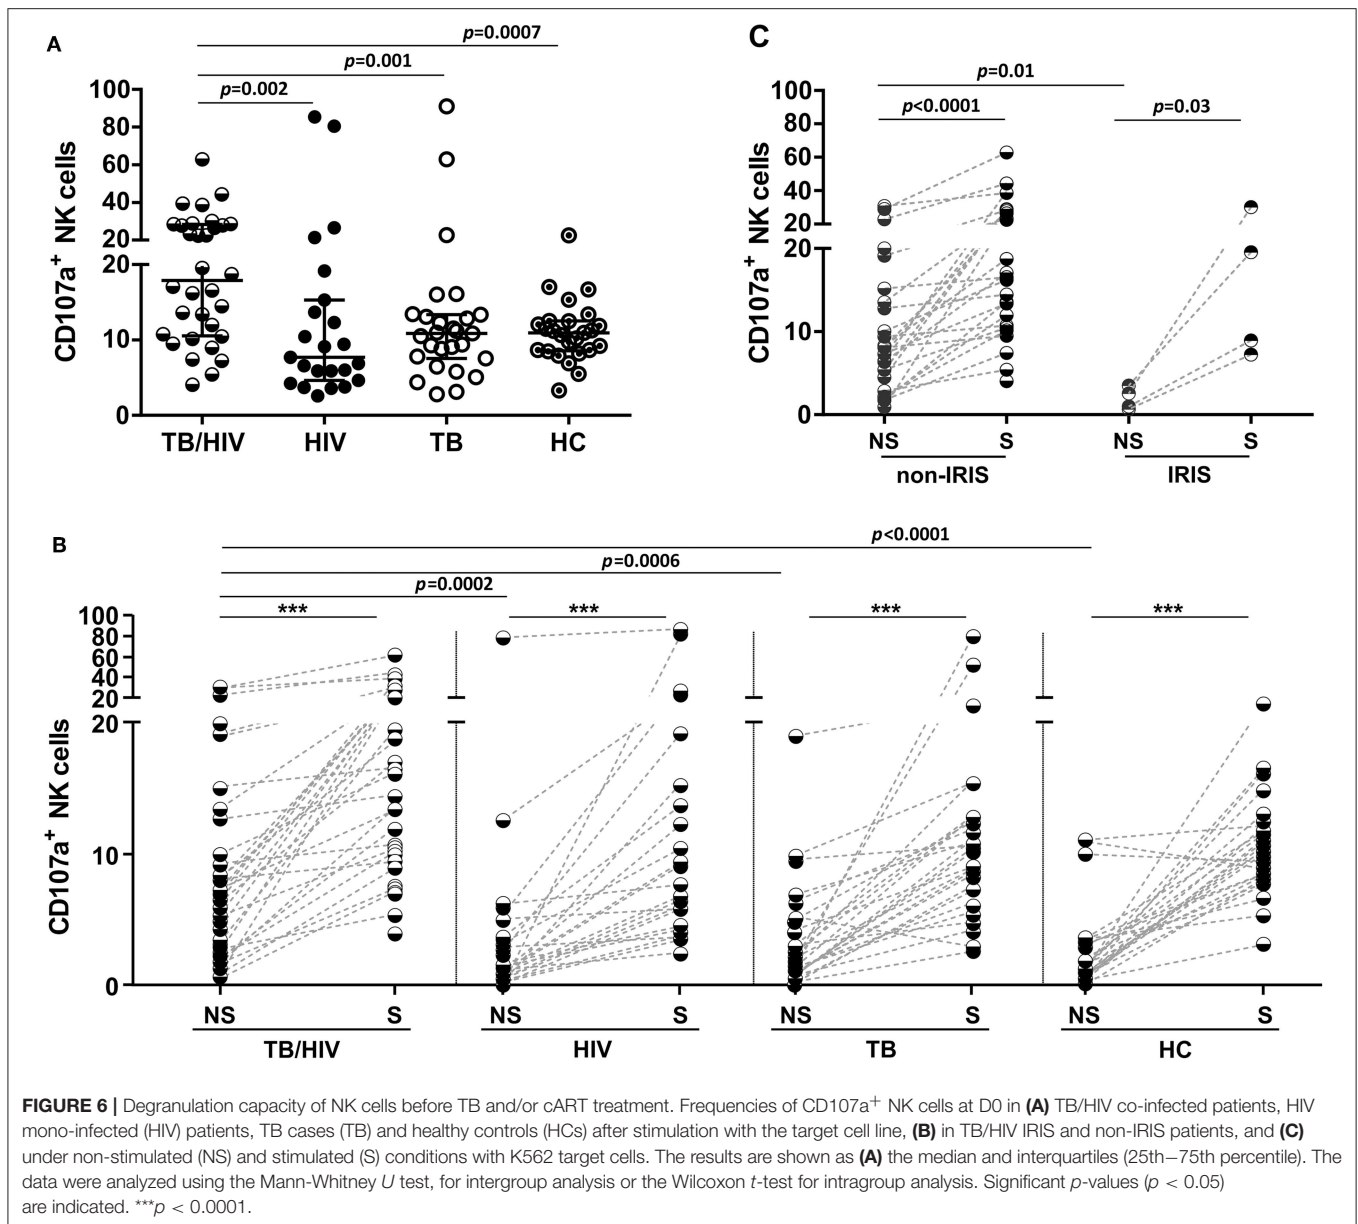 A
p=0.0007
p=0.001
p=0.002
CD107a+ NK cells
100
80
60
40
20
20
10
0
TB/HIV HIV TB HC
C
p=0.01
p<0.0001 p=0.03
CD107a+ NK cells
100
80
60
40
20
20
10
0
NS S NS S
non-IRIS IRIS
B
p<0.0001
p=0.0006
p=0.0002
*** *** *** ***
CD107a+ NK cells
100
80
60
40
20
20
10
0
NS S NS S NS S NS S
TB/HIV HIV TB HC
FIGURE 6 | Degranulation capacity of NK cells before TB and/or cART treatment. Frequencies of CD107a+ NK cells at D0 in (A) TB/HIV co-infected patients, HIV
mono-infected (HIV) patients, TB cases (TB) and healthy controls (HCs) after stimulation with the target cell line, (B) in TB/HIV IRIS and non-IRIS patients, and (C)
under non-stimulated (NS) and stimulated (S) conditions with K562 target cells. The results are shown as (A) the median and interquartiles (25th–75th percentile). The
data were analyzed using the Mann-Whitney U test, for intergroup analysis or the Wilcoxon t-test for intragroup analysis. Significant p-values (p < 0.05)
are indicated. ***p < 0.0001.